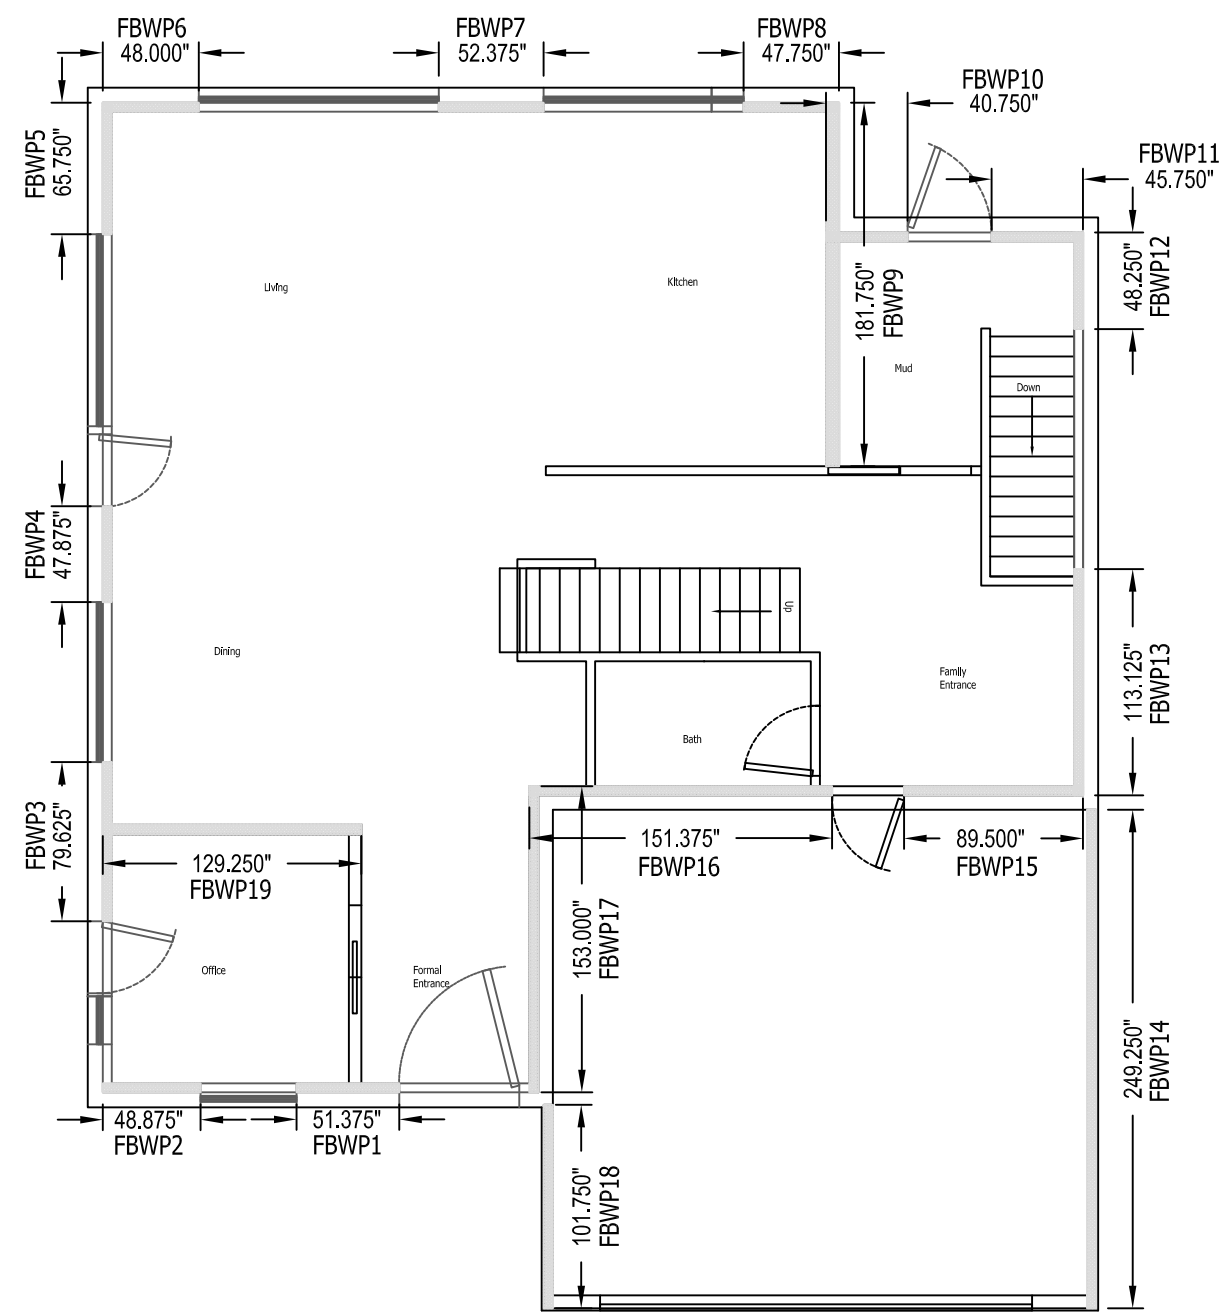 FBWP6
48.000"
FBWP7
52.375"
FBWP8
47.750"
FBWP10
40.750"
FBWP11
45.750"
FBWP5
65.750"
181.750"
FBWP9
48.250"
FBWP12
Living
Kitchen
Mud
Down
FBWP4
47.875"
Up
Dining
Family
Entrance
113.125"
FBWP13
Bath
FBWP3
79.625"
129.250"
FBWP19
151.375"
FBWP16
89.500"
FBWP15
153.000"
FBWP17
Office
Formal
Entrance
249.250"
FBWP14
48.875"
FBWP2
51.375"
FBWP1
101.750"
FBWP18